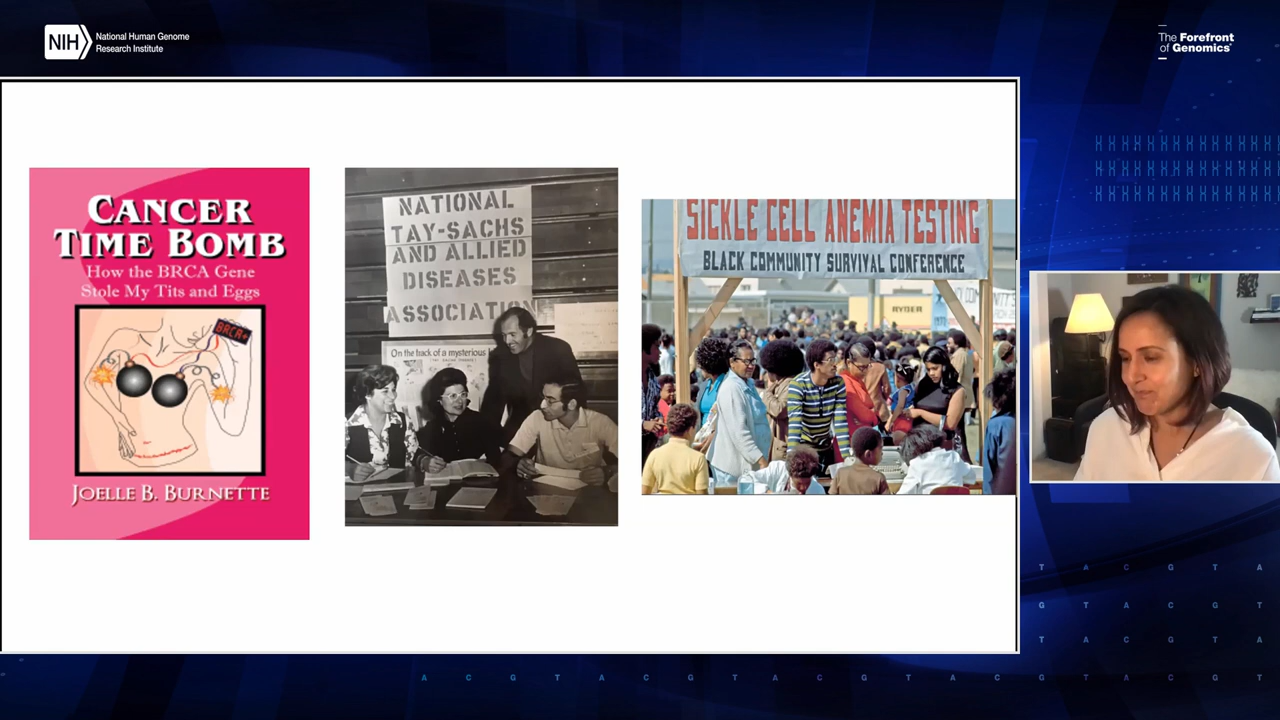 NIH
National Human Genome
Research Institute
The Forefront
of Genomics®
CANCER
TIME BOMB
How the BRCA Gene
Stole My Tits and Eggs
BRCA+
JOELLE B. BURNETTE
NATIONAL
TAY-SACHS
AND ALLIED
DISEASES
ASSOCIATION
On the track of a mysterious
SICKLE CELL ANEMIA TESTING
BLACK COMMUNITY SURVIVAL CONFERENCE
RYDER
T A C G T A
G T A C G T
T A C G T A
A C G T A C G T A C G T A C G T A C G T A C G T A C G T A